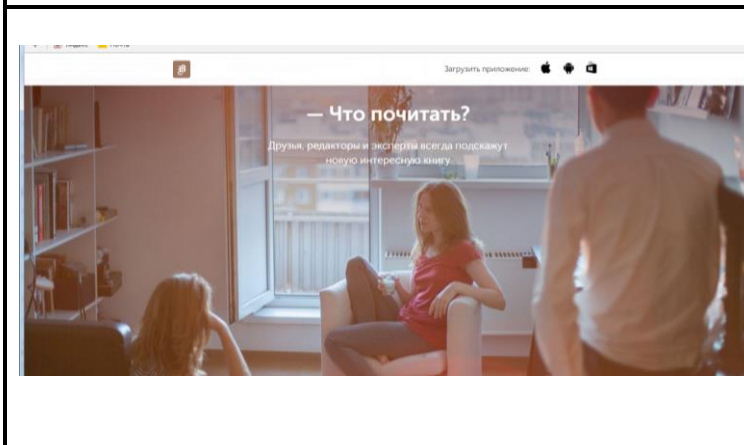 Загрузить приложение:
— Что почитать?
Друзья, редакторы и эксперты всегда подскажут
новую интересную книгу.